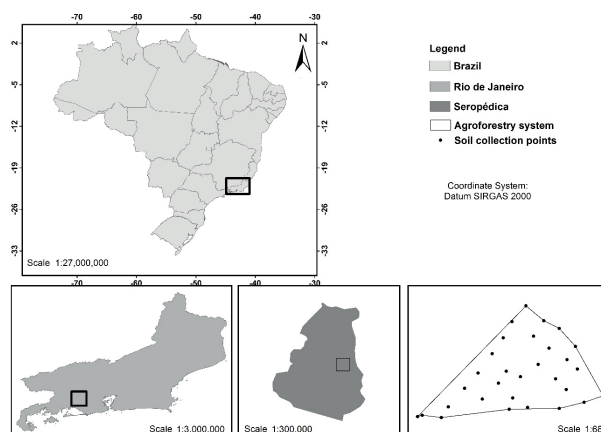 -70 -60 -50 -40 -30
2 2
-5 -5
-12 -12
-19 -19
-26 -26
-33 -33
N
Scale 1:27,000,000
-70 -60 -50 -40 -30
Legend
Brazil
Rio de Janeiro
Seropédica
Agroforestry system
Soil collection points
Coordinate System:
Datum SIRGAS 2000
Scale 1:3,000,000
Scale 1:300,000
Scale